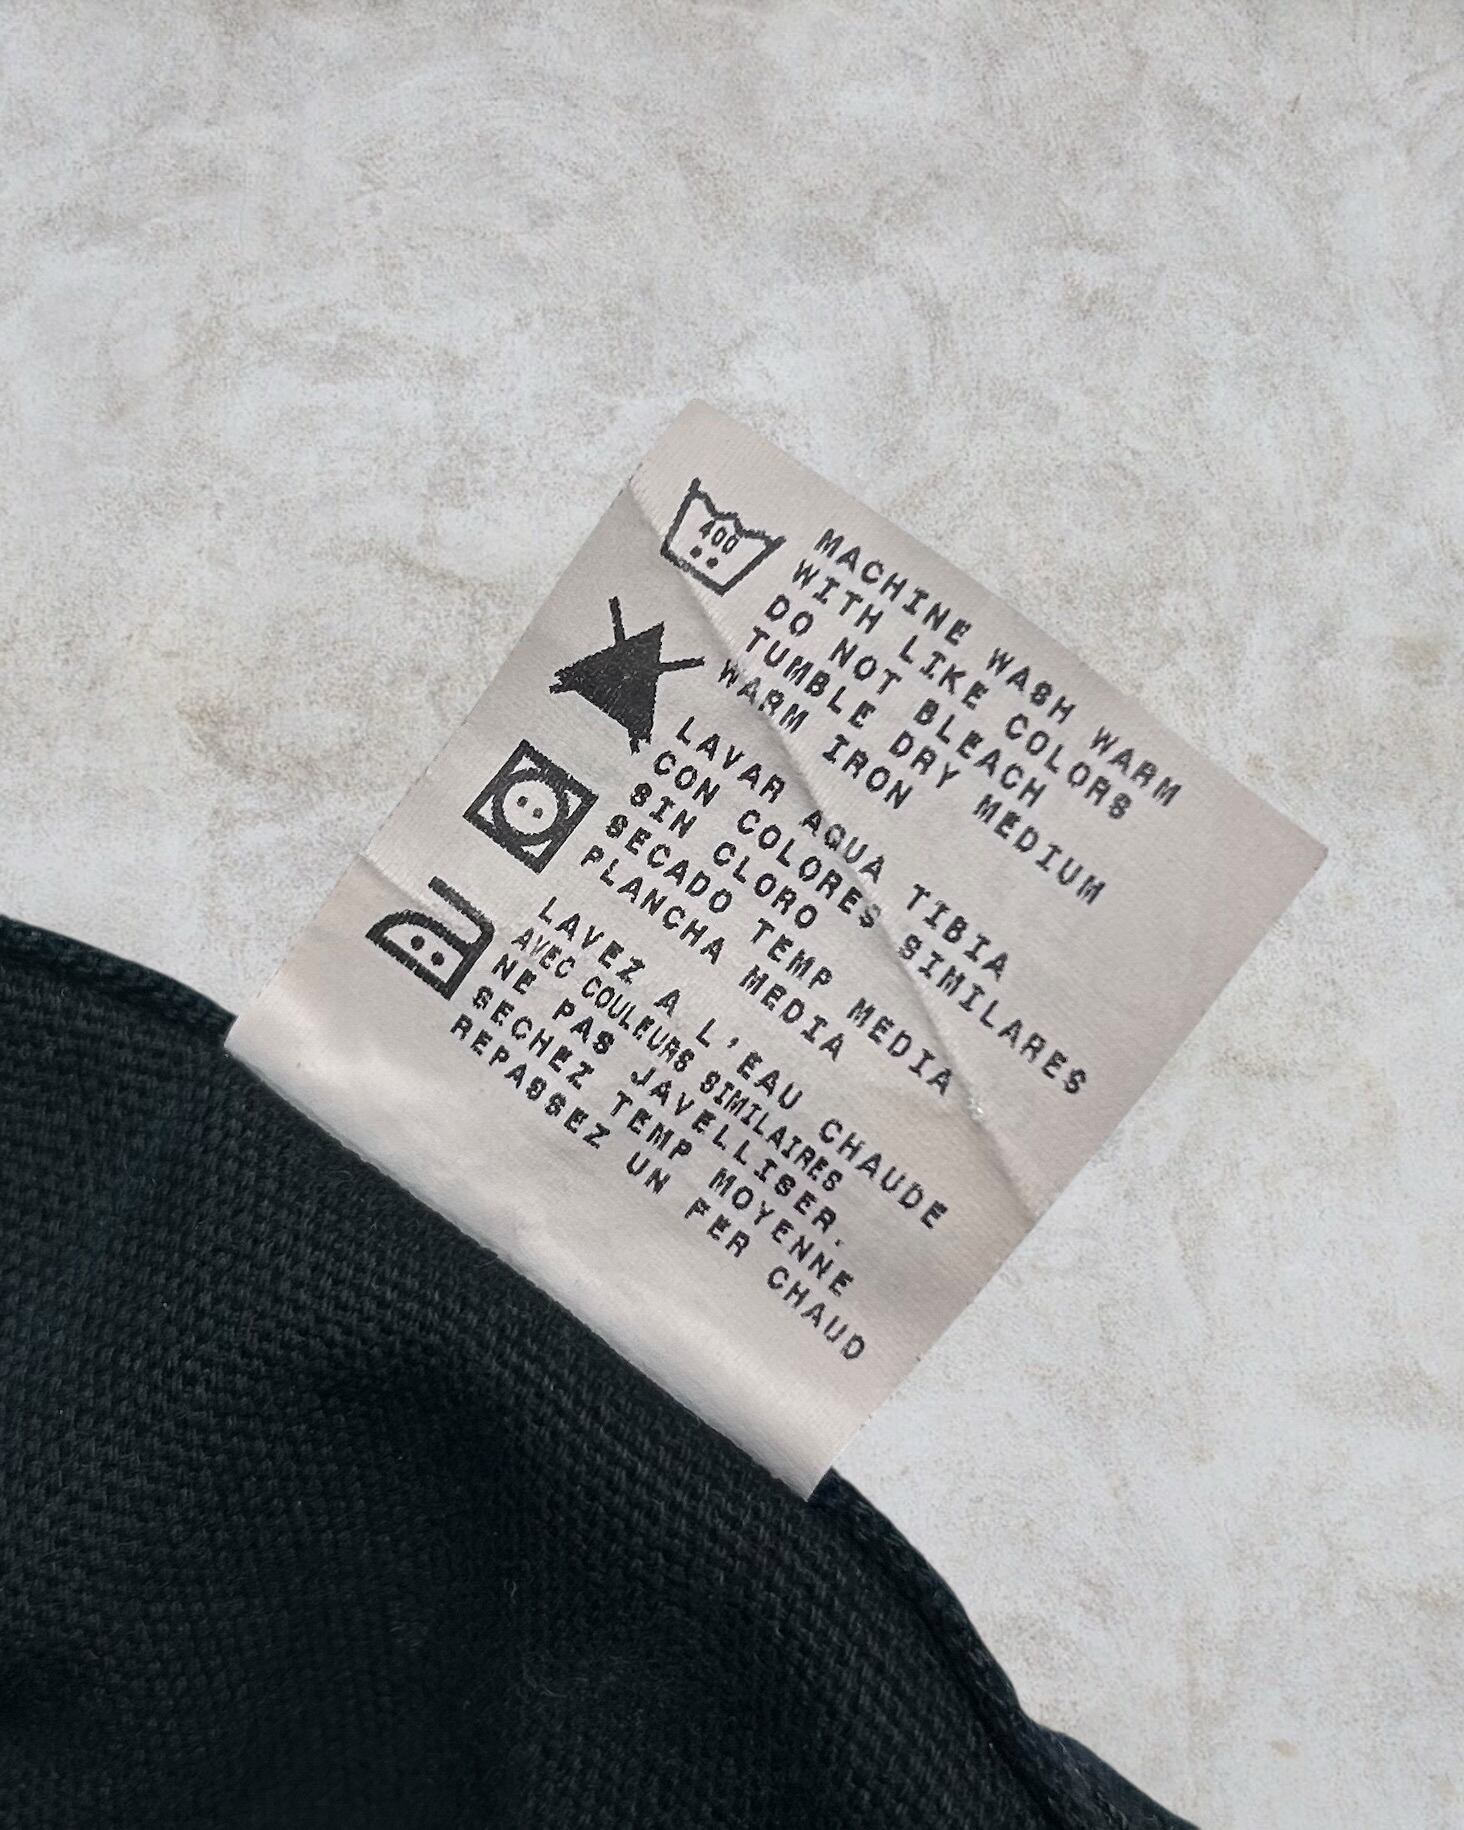 400
MACHINE WASH WARM
WITH LIKE COLORS
DO NOT BLEACH
TUMBLE DRY MEDIUM
WARM IRON
LAVAR AQUA TIBIA
CON COLORES SIMILARES
SIN CLORO
SECADO TEMP MEDIA
PLANCHA MEDIA
LAVEZ A L'EAU CHAUDE
AVEC COULEURS SIMILAIRES
NE PAS JAVELLISER.
SECHEZ TEMP MOYENNE
REPASSEZ UN FER CHAUD